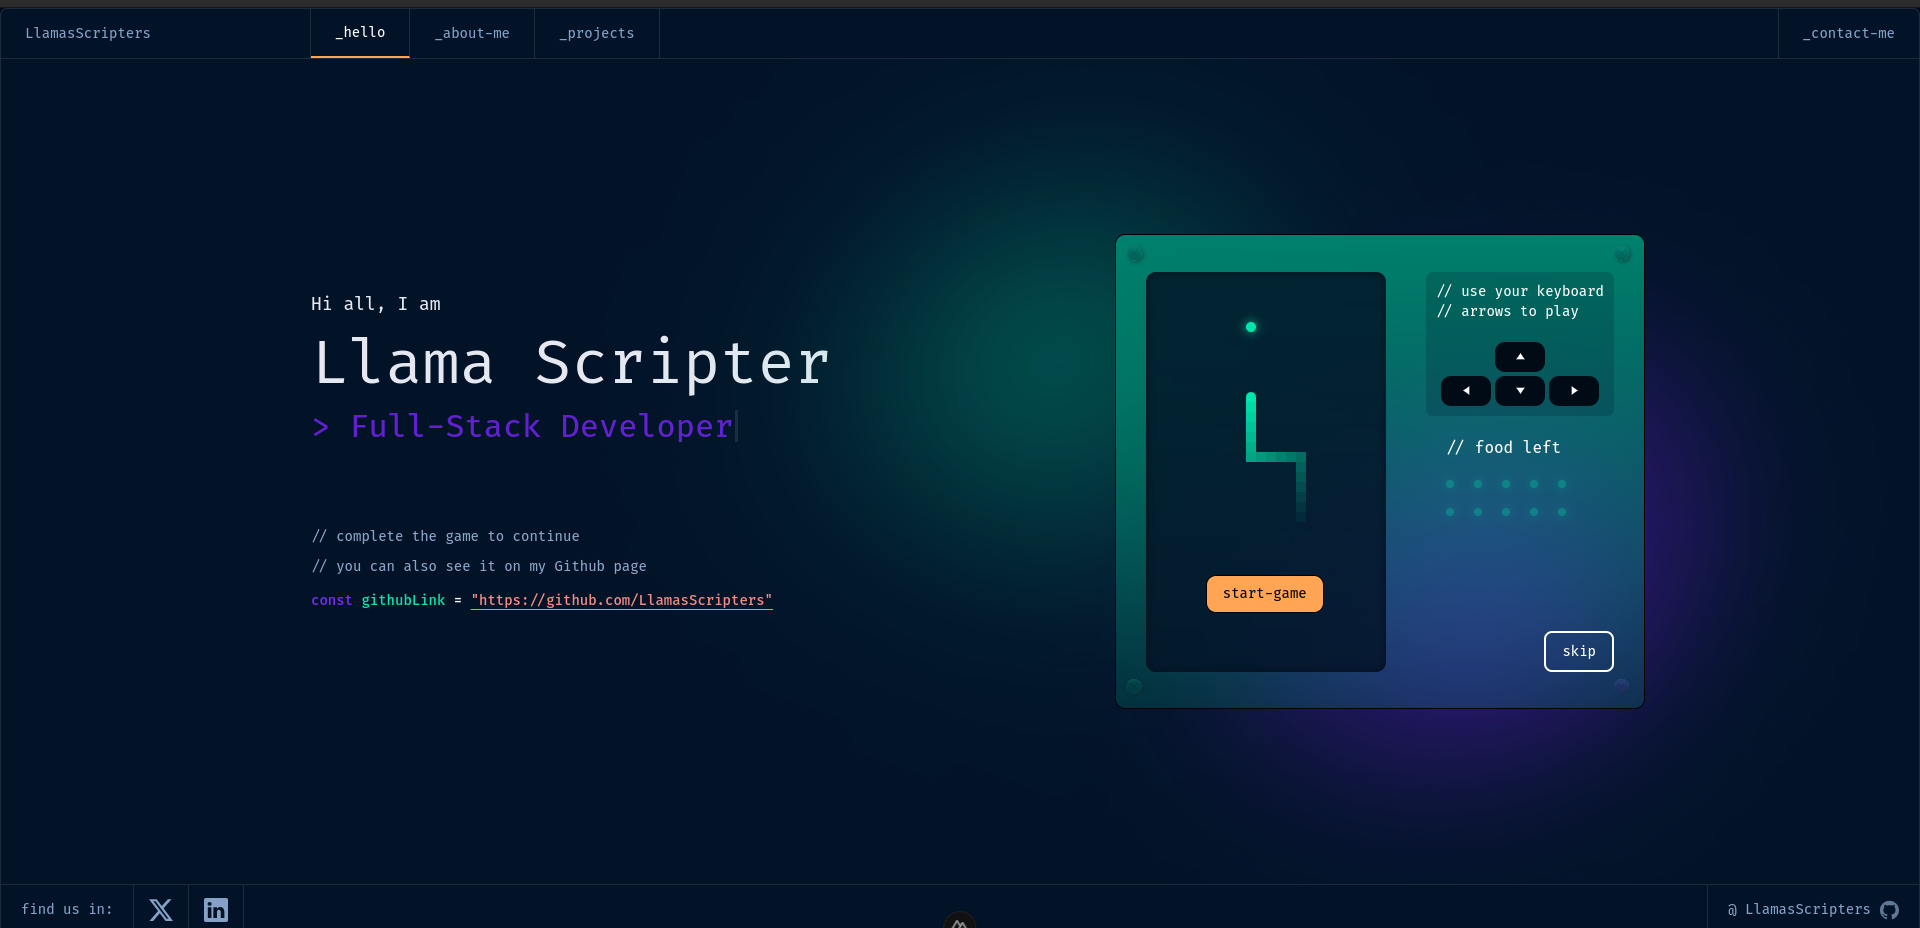 LlamasScripters
_hello
_about-me
_projects
_contact-me
Hi all, I am
Llama Scripter
> Full-Stack Developer
// complete the game to continue
// you can also see it on my Github page
const githubLink = "https://github.com/LlamasScripters"
start-game
// use your keyboard
// arrows to play
// food left
skip
find us in:
@ LlamasScripters